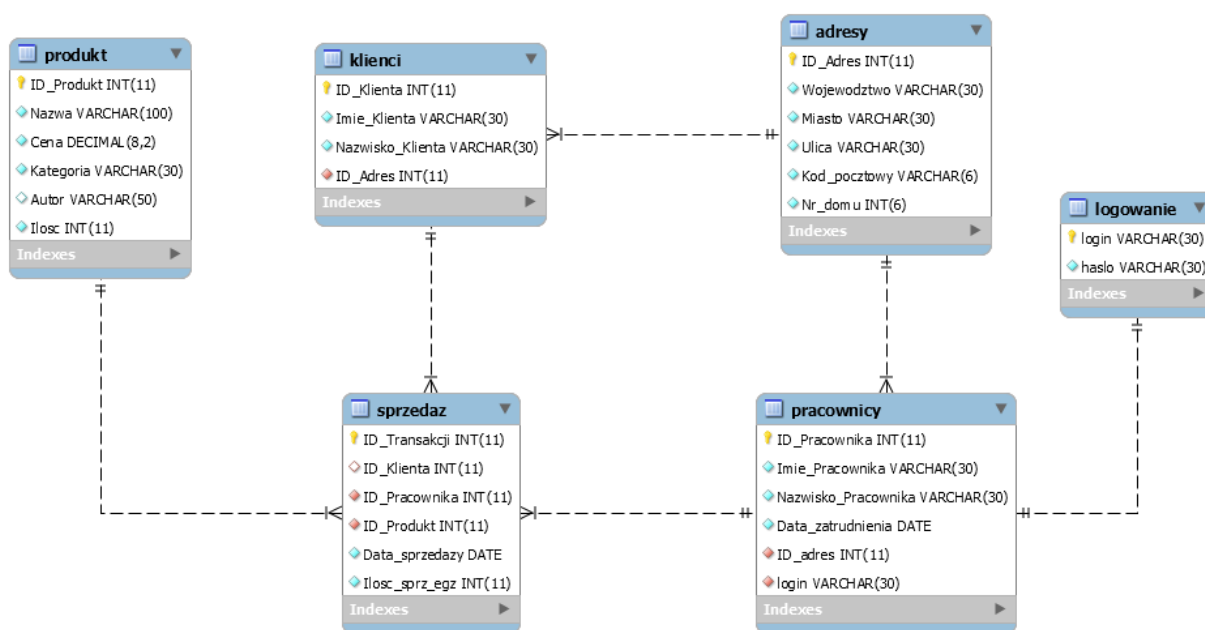 produkt
ID_Produkt INT(11)
Nazwa VARCHAR(100)
Cena DECIMAL(8,2)
Kategoria VARCHAR(30)
Autor VARCHAR(50)
Ilosc INT(11)
Indexes
klienci
ID_Klienta INT(11)
Imie_Klienta VARCHAR(30)
Nazwisko_Klienta VARCHAR(30)
ID_Adres INT(11)
Indexes
adresy
ID_Adres INT(11)
Wojewodztwo VARCHAR(30)
Miasto VARCHAR(30)
Ulica VARCHAR(30)
Kod_pocztowy VARCHAR(6)
Nr_domu INT(6)
Indexes
logowanie
login VARCHAR(30)
haslo VARCHAR(30)
Indexes
sprzedaz
ID_Transakcji INT(11)
ID_Klienta INT(11)
ID_Pracownika INT(11)
ID_Produkt INT(11)
Data_sprzedazy DATE
Ilosc_sprz_egz INT(11)
Indexes
pracownicy
ID_Pracownika INT(11)
Imie_Pracownika VARCHAR(30)
Nazwisko_Pracownika VARCHAR(30)
Data_zatrudnienia DATE
ID_adres INT(11)
login VARCHAR(30)
Indexes